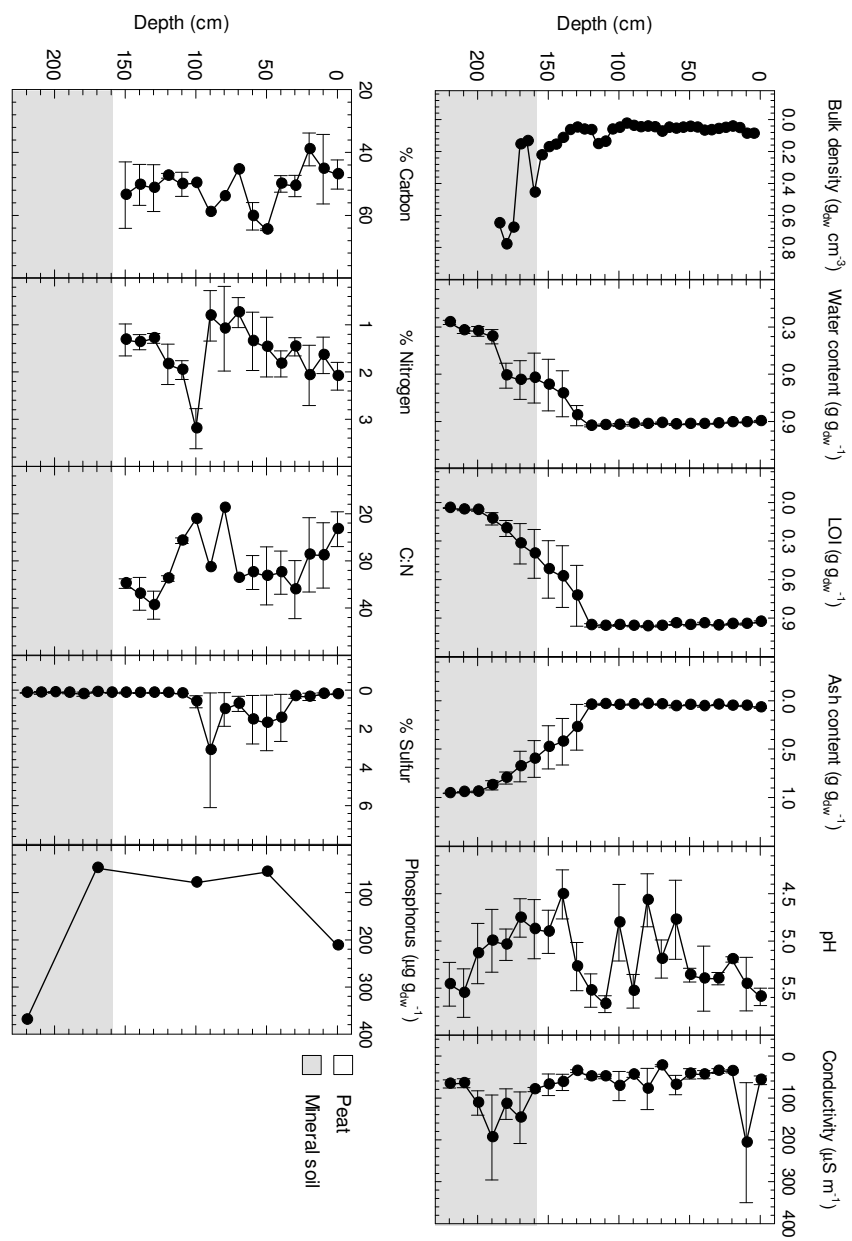 Bulk density (g_dw cm⁻³)
Water content (g g_dw⁻¹)
LOI (g g_dw⁻¹)
Ash content (g g_dw⁻¹)
pH
Conductivity (µS m⁻¹)
0.0 0.2 0.4 0.6 0.8
0.3 0.6 0.9
0.0 0.3 0.6 0.9
0.0 0.5 1.0
4.5 5.0 5.5
0 100 200 300 400
Depth (cm)
0
50
100
150
200
% Carbon
% Nitrogen
C:N
% Sulfur
Phosphorus (µg g_dw⁻¹)
20 40 60
1 2 3
20 30 40
0 2 4 6
100 200 300 400
Depth (cm)
0
50
100
150
200
Peat
Mineral soil